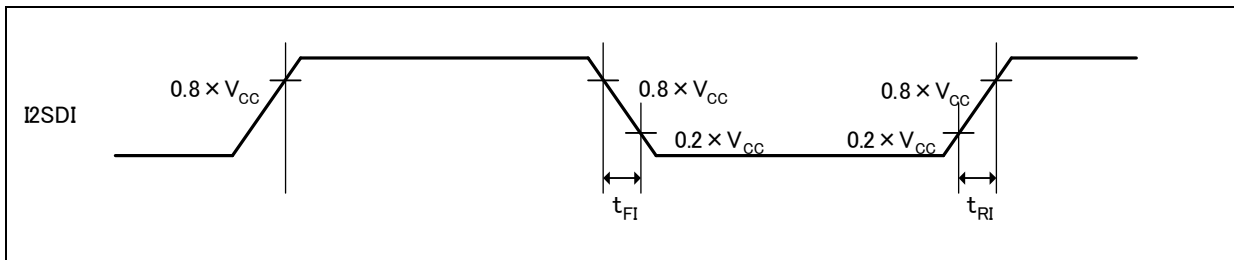 0.8 × VCC
0.8 × VCC
0.8 × VCC
I2SDI
0.2 × VCC
0.2 × VCC
tFI
tRI